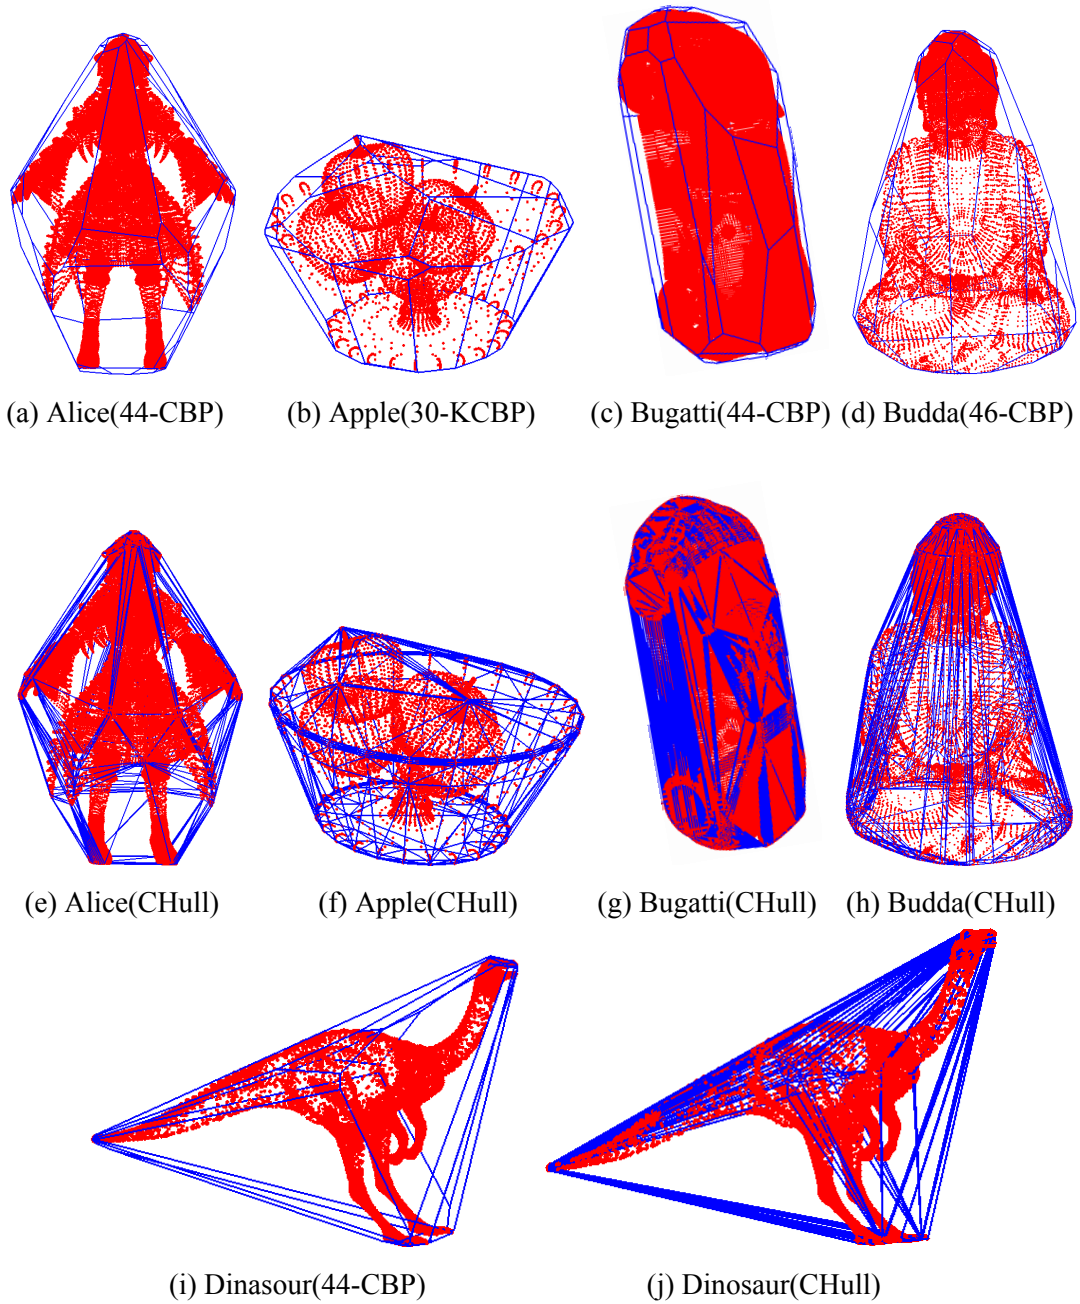 (a) Alice(44-CBP)
(b) Apple(30-KCBP)
(c) Bugatti(44-CBP)
(d) Budda(46-CBP)
(e) Alice(CHull)
(f) Apple(CHull)
(g) Bugatti(CHull)
(h) Budda(CHull)
(i) Dinasour(44-CBP)
(j) Dinosaur(CHull)